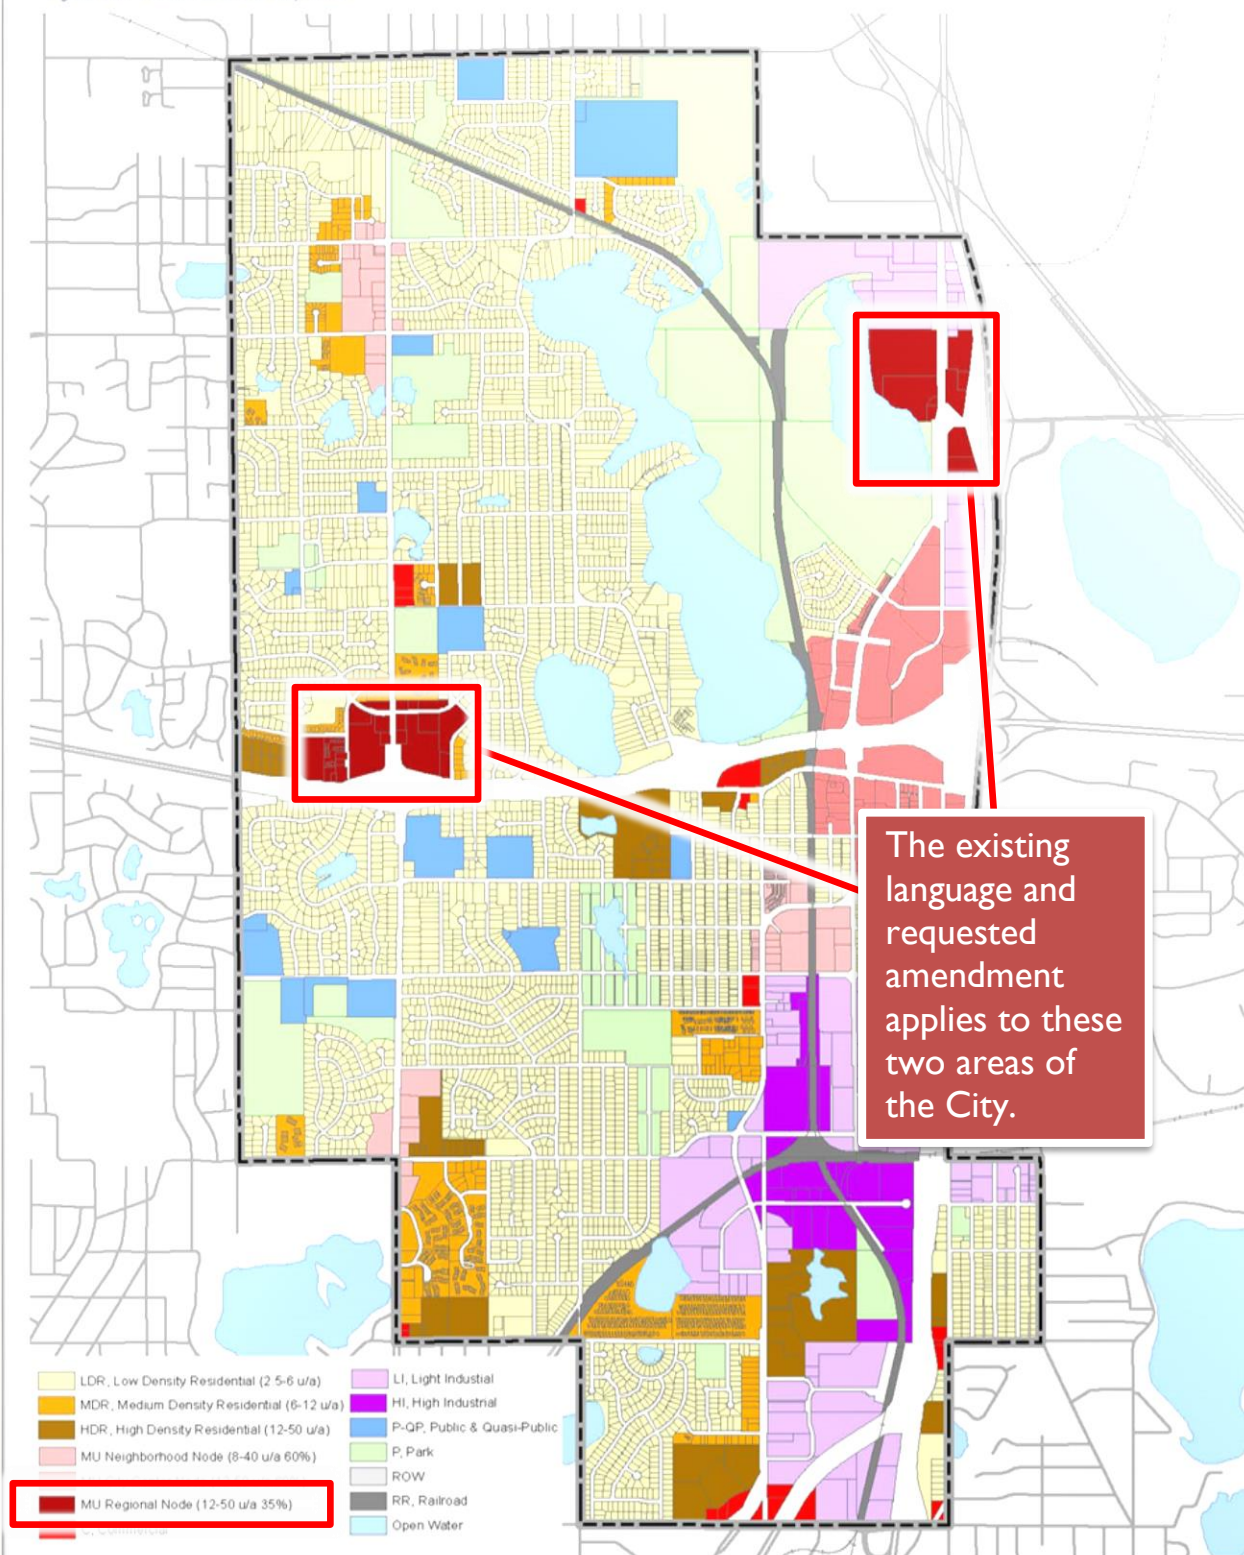 The existing
language and
requested
amendment
applies to these
two areas of
the City.
LDR, Low Density Residential (2.5-6 u/a)
MDR, Medium Density Residential (6-12 u/a)
HDR, High Density Residential (12-50 u/a)
MU Neighborhood Node (8-40 u/a 60%)
MU Regional Node (12-50 u/a 35%)
C, Commercial
LI, Light Industial
HI, High Industrial
P-QP, Public & Quasi-Public
P, Park
ROW
RR, Railroad
Open Water